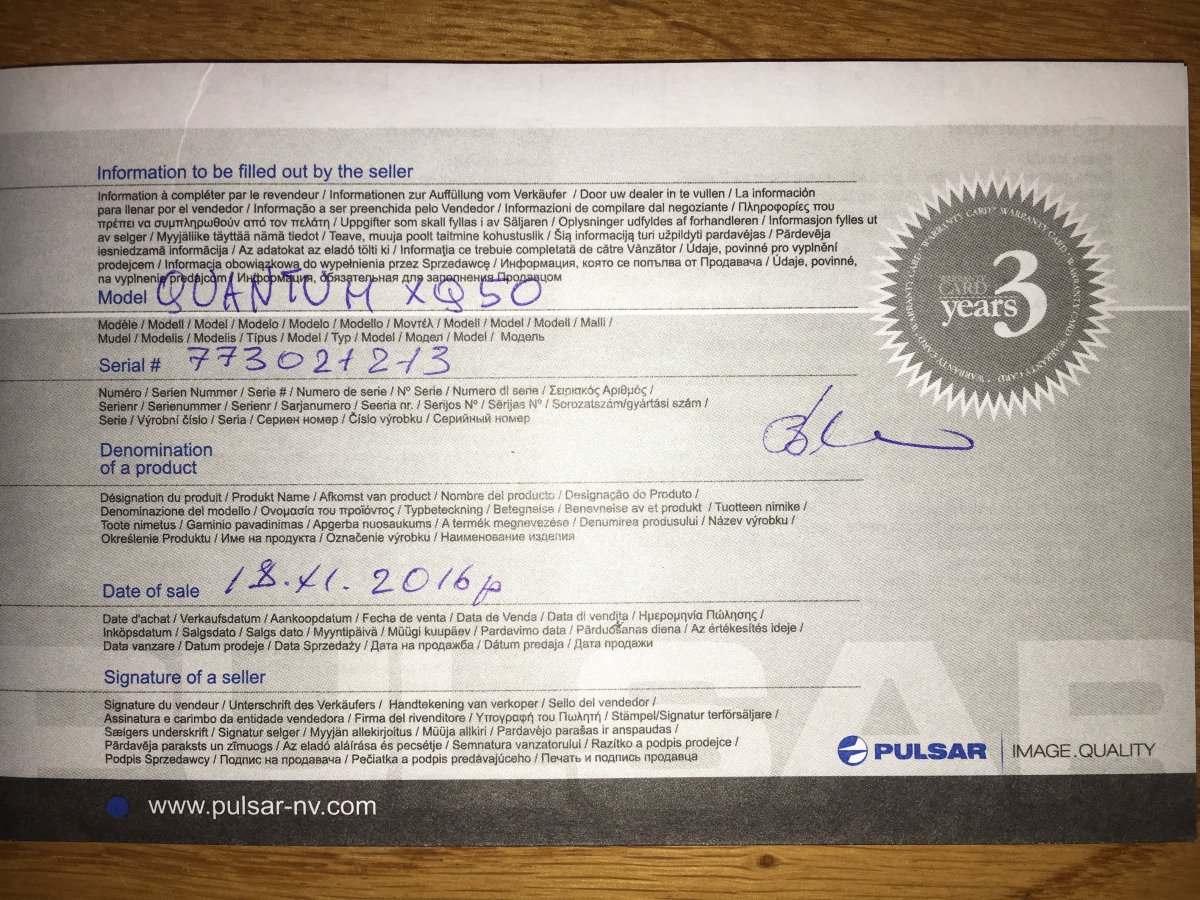 Information to be filled out by the seller
Information à compléter par le revendeur / Informationen zur Auffüllung vom Verkäufer / Door uw dealer in te vullen / La información
para llenar por el vendedor / Informação a ser preenchida pelo Vendedor / Informazioni de compilare dal negoziante / Πληροφορίες που
πρέπει να συμπληρωθούν από τον πελάτη / Uppgifter som skall fyllas i av Säljaren / Oplysninger udfyldes af forhandleren / Informasjon fylles ut
av selger / Myyjäliike täyttää nämä tiedot / Teave, muuja poolt taitmine kohustuslik / Šią informaciją turi užpildyti pardavėjas / Pārdevēja
iesniedzamā informācija / Az adatokat az eladó tölti ki / Informaţia ce trebuie completată de către Vânzător / Údaje, povinné pro vyplnění
prodejcem / Informacja obowiązkowa do wypełnienia przez Sprzedawcę / Информация, която се попълва от Продавача / Údaje, povinné,
na vyplnenie predajcom / Информация, обязательная для заполнения Продавцом
Model QUANTUM XQ50
Modèle / Modell / Model / Modelo / Modelo / Modello / Μοντέλ / Modell / Model / Modell / Malli /
Mudel / Modelis / Modelis / Típus / Model / Typ / Model / Модел / Model / Модель
Serial # 773021213
Numéro / Serien Nummer / Serie # / Numero de serie / Nº Serie / Numero di serie / Σειριακός Αριθμός /
Serienr / Serienummer / Serienr / Sarjanumero / Seeria nr. / Serijos Nº / Sērijas Nº / Sorozatszám/gyártási szám /
Serie / Výrobní číslo / Seria / Сериен номер / Číslo výrobku / Серийный номер
Denomination
of a product
Désignation du produit / Produkt Name / Afkomst van product / Nombre del producto / Designação do Produto /
Denominazione del modello / Ονομασία του προϊόντος / Typbeteckning / Betegneise / Benevneise av et produkt / Tuotteen nimike /
Toote nimetus / Gaminio pavadinimas / Apgerba nuosaukums / A termék megnevezése / Denumirea produsului / Název výrobku /
Określenie Produktu / Име на продукта / Označenie výrobku / Наименование изделия
Date of sale 18.XI.2016р
Date d'achat / Verkaufsdatum / Aankoopdatum / Fecha de venta / Data de Venda / Data di vendita / Ημερομηνία Πώλησης /
Inköpsdatum / Salgsdato / Salgs dato / Myyntipäivä / Müügi kuupäev / Pardavimo data / Pārdošanas diena / Az értékesítés ideje /
Data vanzare / Datum prodeje / Data Sprzedaży / Дата на продажба / Dátum predaja / Дата продажи
Signature of a seller
Signature du vendeur / Unterschrift des Verkäufers / Handtekening van verkoper / Sello del vendedor /
Assinatura e carimbo da entidade vendedora / Firma del rivenditore / Υπογραφή του Πωλητή / Stämpel/Signatur terförsäljare /
Sælgers underskrift / Signatur selger / Myyjän allekirjoitus / Müüja allkiri / Pardavėjo parašas ir anspaudas /
Pārdavēja paraksts un zīmuogs / Az eladó aláírása és pecsétje / Semnatura vanzatorului / Razítko a podpis prodejce /
Podpis Sprzedawcy / Подпис на продавача / Pečiatka a podpis predávajúceho / Печать и подпись продавца
WARRANTY CARD
CARD
years 3
PULSAR
PULSAR IMAGE.QUALITY
www.pulsar-nv.com